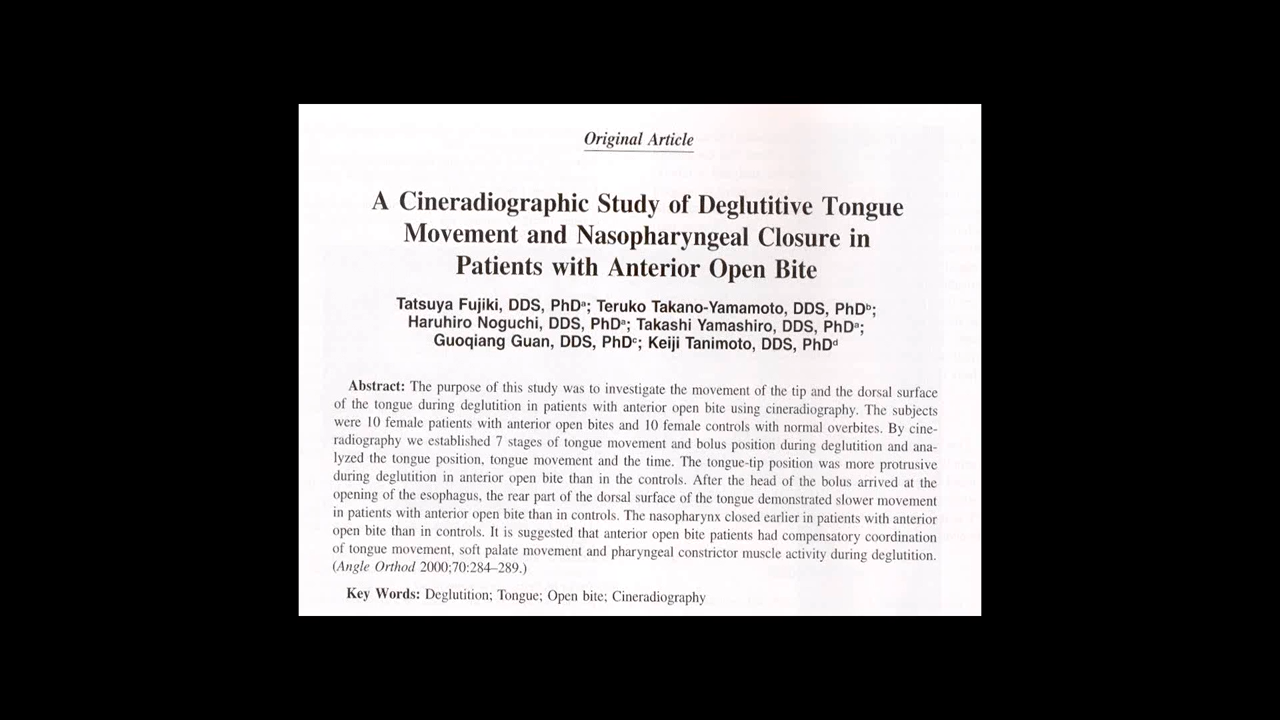 Original Article
A Cineradiographic Study of Deglutitive Tongue
Movement and Nasopharyngeal Closure in
Patients with Anterior Open Bite
Tatsuya Fujiki, DDS, PhDᵃ; Teruko Takano-Yamamoto, DDS, PhDᵇ;
Haruhiro Noguchi, DDS, PhDᵃ; Takashi Yamashiro, DDS, PhDᵃ;
Guoqiang Guan, DDS, PhDᶜ; Keiji Tanimoto, DDS, PhDᵈ
Abstract: The purpose of this study was to investigate the movement of the tip and the dorsal surface
of the tongue during deglutition in patients with anterior open bite using cineradiography. The subjects
were 10 female patients with anterior open bites and 10 female controls with normal overbites. By cine-
radiography we established 7 stages of tongue movement and bolus position during deglutition and ana-
lyzed the tongue position, tongue movement and the time. The tongue-tip position was more protrusive
during deglutition in anterior open bite than in the controls. After the head of the bolus arrived at the
opening of the esophagus, the rear part of the dorsal surface of the tongue demonstrated slower movement
in patients with anterior open bite than in controls. The nasopharynx closed earlier in patients with anterior
open bite than in controls. It is suggested that anterior open bite patients had compensatory coordination
of tongue movement, soft palate movement and pharyngeal constrictor muscle activity during deglutition.
(Angle Orthod 2000;70:284–289.)
Key Words: Deglutition; Tongue; Open bite; Cineradiography